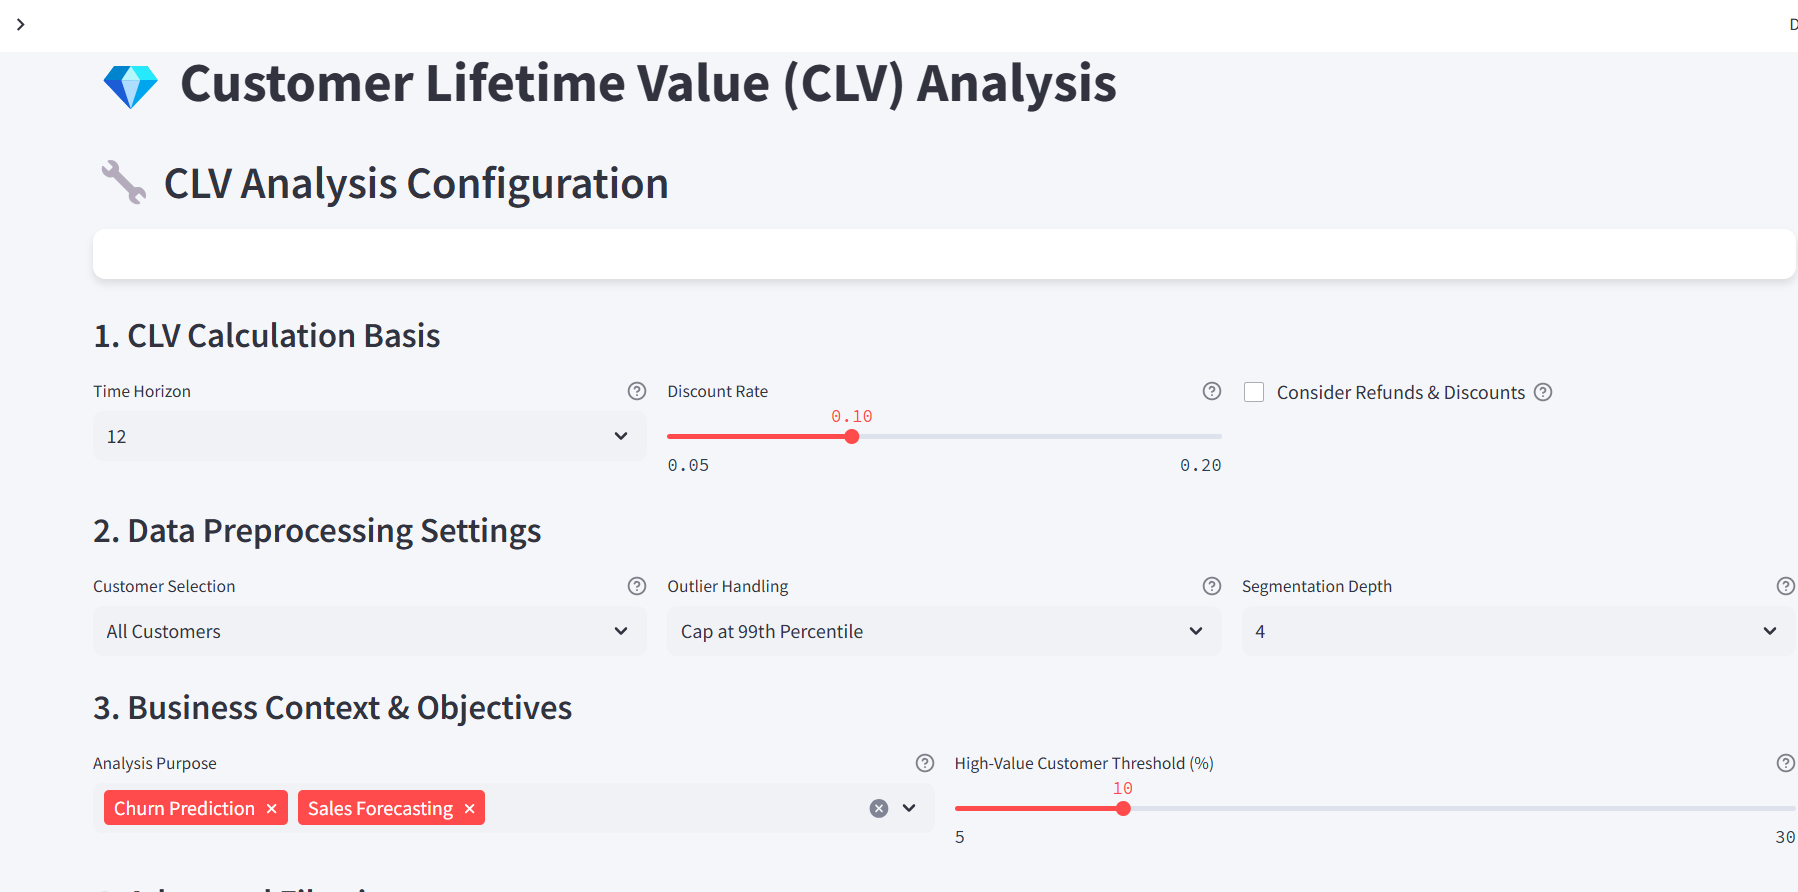 D
Customer Lifetime Value (CLV) Analysis
CLV Analysis Configuration
1. CLV Calculation Basis
Time Horizon
12
Discount Rate
0.10
0.05 0.20
Consider Refunds & Discounts
2. Data Preprocessing Settings
Customer Selection
All Customers
Outlier Handling
Cap at 99th Percentile
Segmentation Depth
4
3. Business Context & Objectives
Analysis Purpose
Churn Prediction × Sales Forecasting ×
High-Value Customer Threshold (%)
10
5 30